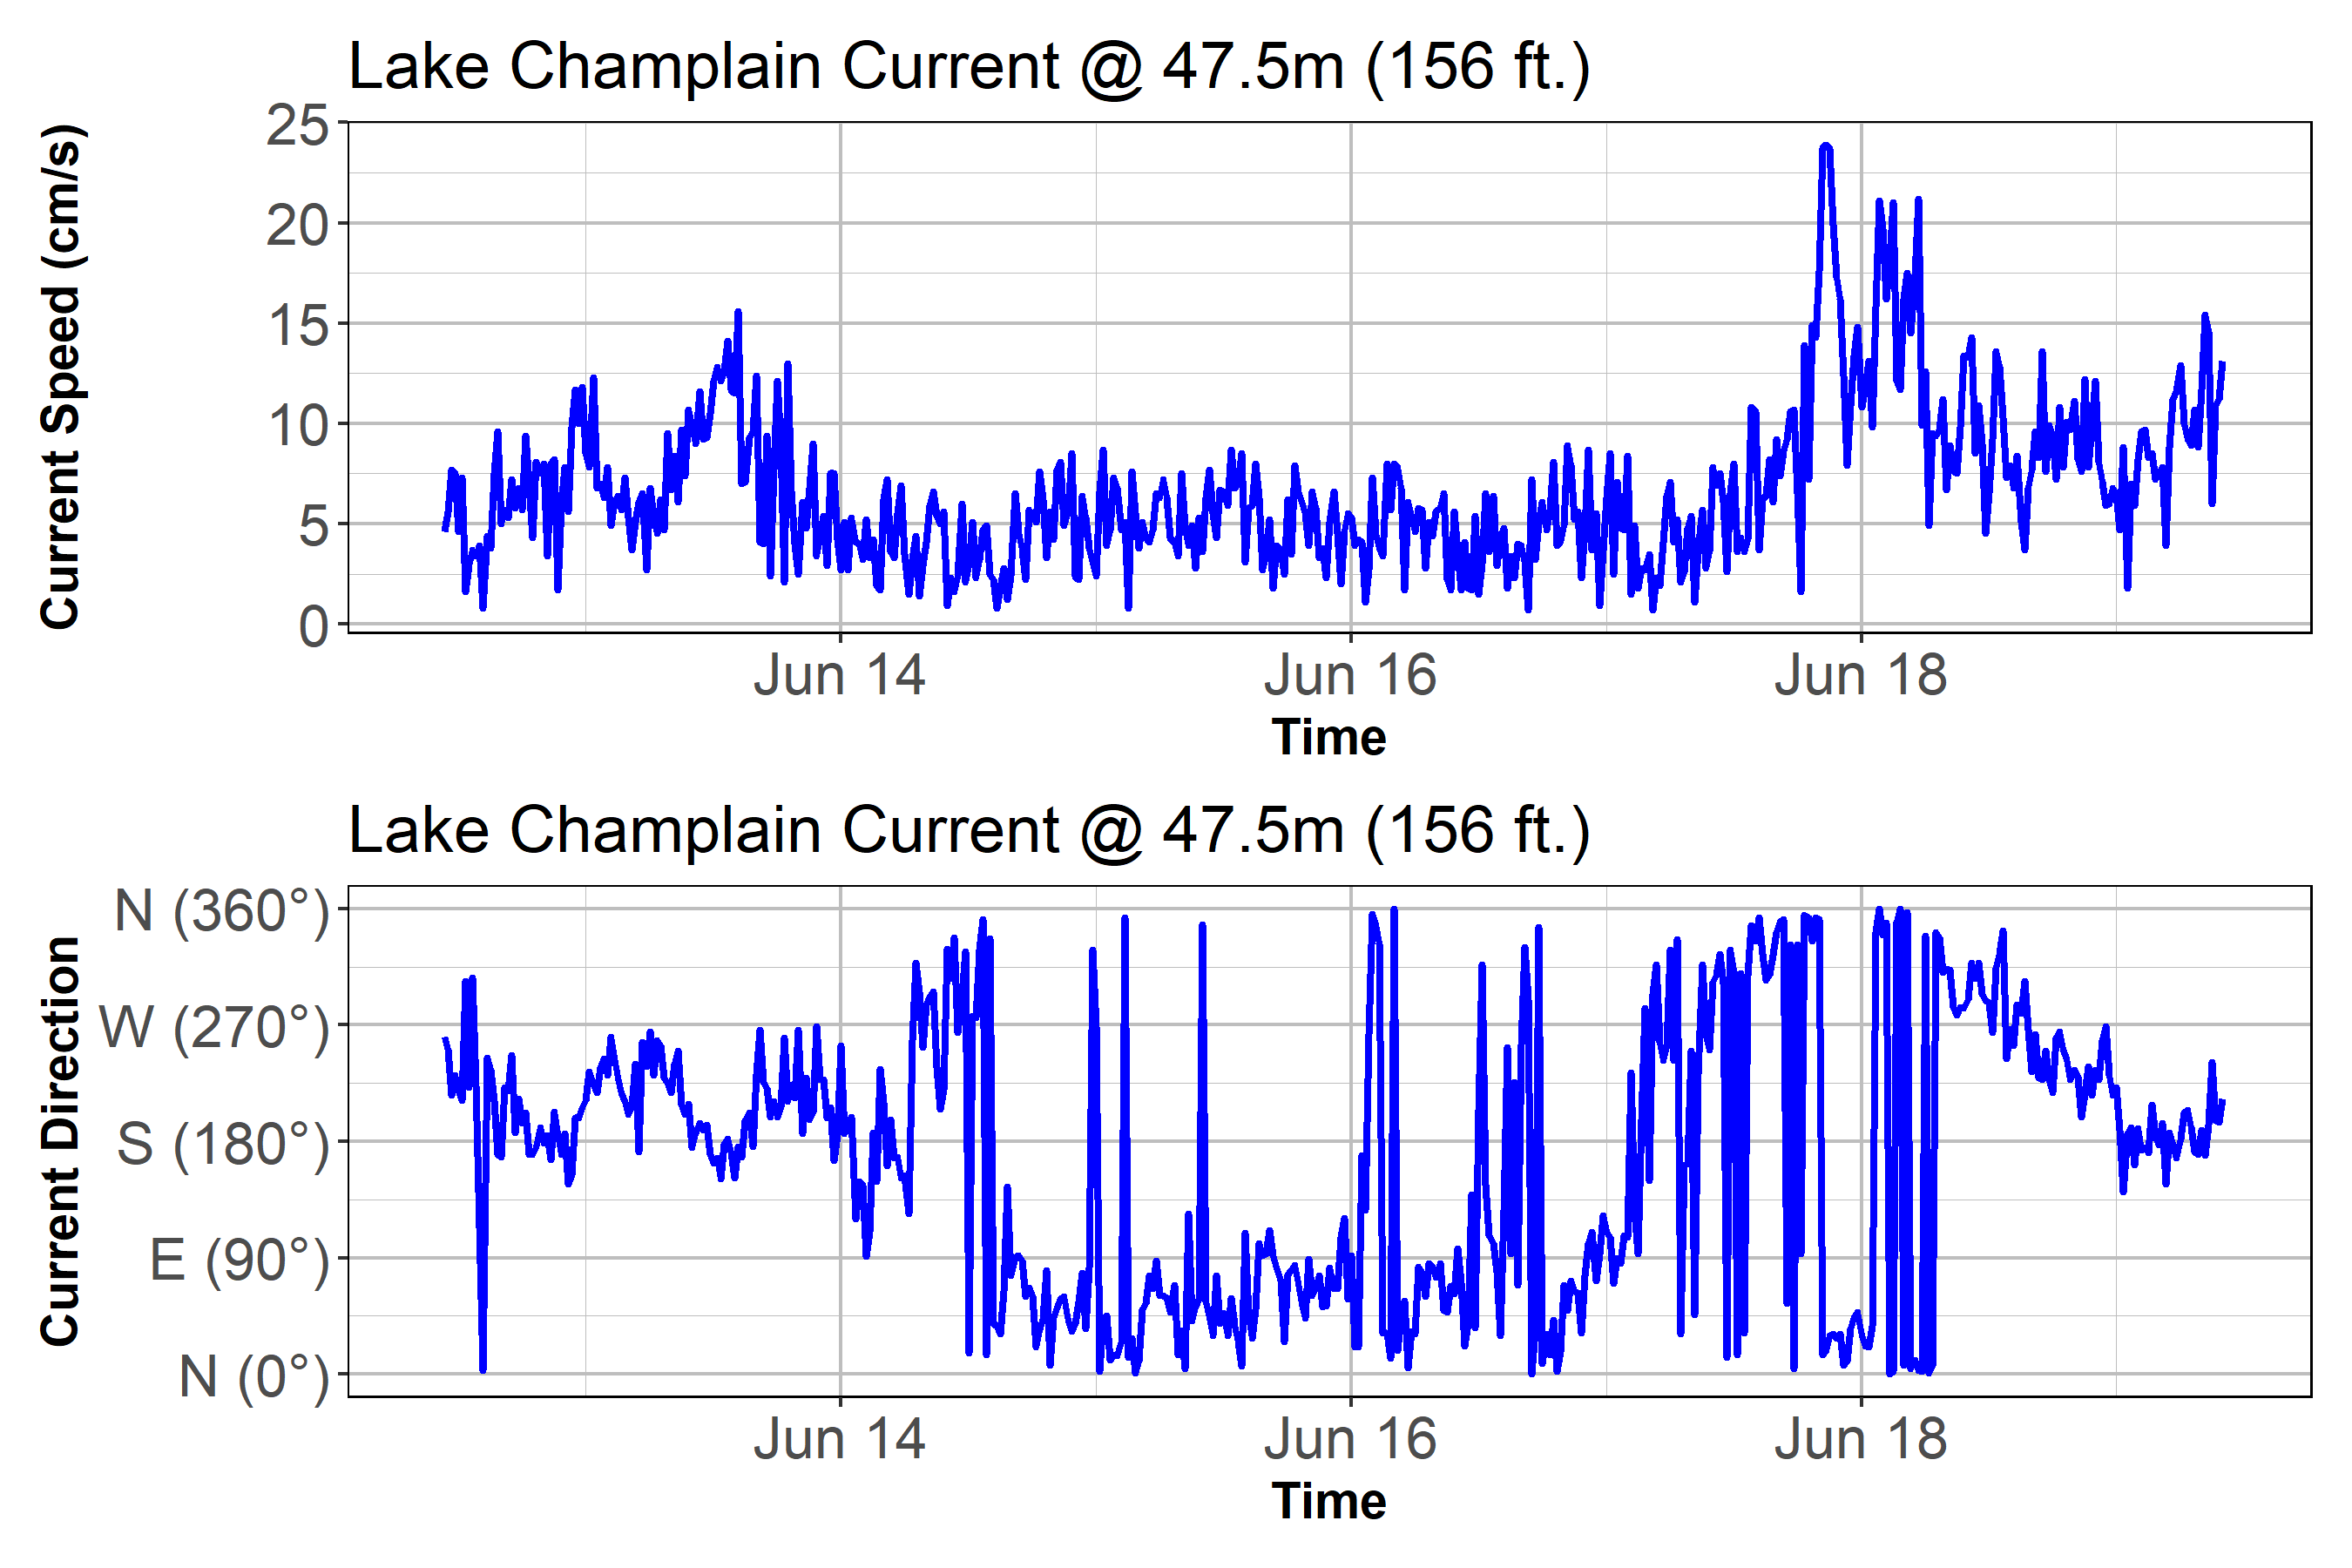 Lake Champlain Current @ 47.5m (156 ft.)
Current Speed (cm/s)
25
20
15
10
5
0
Jun 14 Jun 16 Jun 18
Time
Lake Champlain Current @ 47.5m (156 ft.)
Current Direction
N (360°)
W (270°)
S (180°)
E (90°)
N (0°)
Jun 14 Jun 16 Jun 18
Time